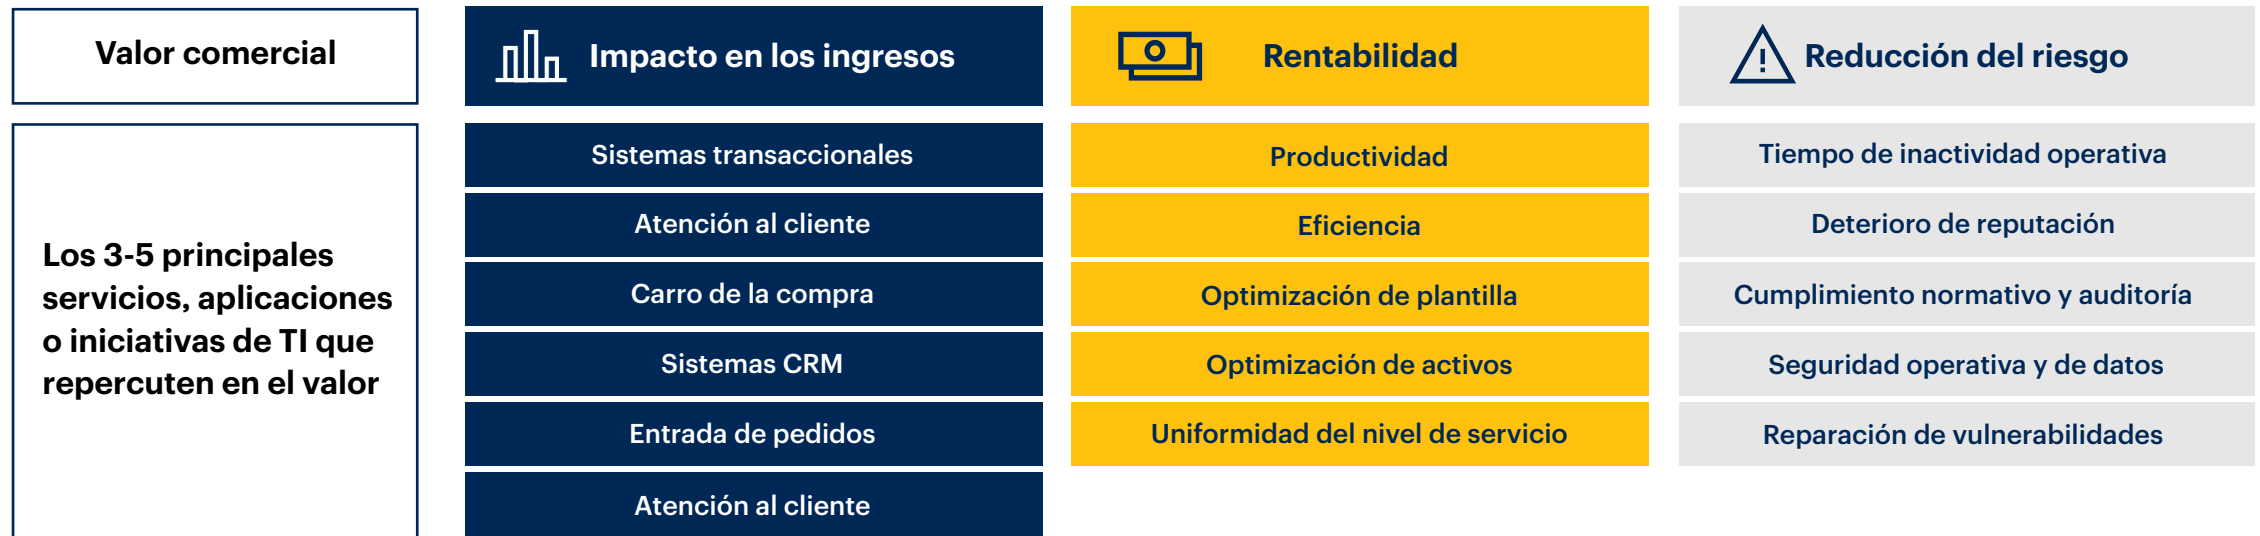 Valor comercial
Impacto en los ingresos
Rentabilidad
Reducción del riesgo
Los 3-5 principales
servicios, aplicaciones
o iniciativas de TI que
repercuten en el valor
Sistemas transaccionales
Atención al cliente
Carro de la compra
Sistemas CRM
Entrada de pedidos
Atención al cliente
Productividad
Eficiencia
Optimización de plantilla
Optimización de activos
Uniformidad del nivel de servicio
Tiempo de inactividad operativa
Deterioro de reputación
Cumplimiento normativo y auditoría
Seguridad operativa y de datos
Reparación de vulnerabilidades